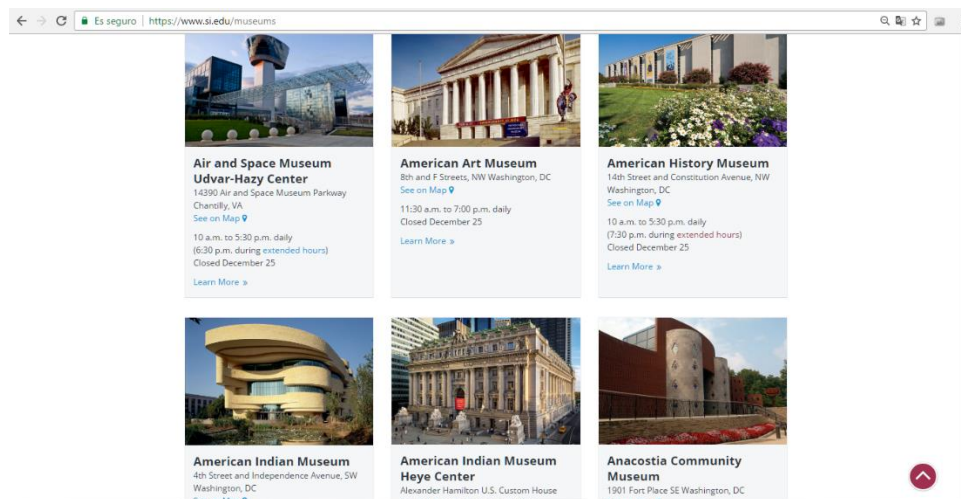 Es seguro | https://www.si.edu/museums
Air and Space Museum
Udvar-Hazy Center
14390 Air and Space Museum Parkway
Chantilly, VA
See on Map
10 a.m. to 5:30 p.m. daily
(6:30 p.m. during extended hours)
Closed December 25
Learn More »
American Art Museum
8th and F Streets, NW Washington, DC
See on Map
11:30 a.m. to 7:00 p.m. daily
Closed December 25
Learn More »
American History Museum
14th Street and Constitution Avenue, NW
Washington, DC
See on Map
10 a.m. to 5:30 p.m. daily
(7:30 p.m. during extended hours)
Closed December 25
Learn More »
American Indian Museum
4th Street and Independence Avenue, SW
Washington, DC
American Indian Museum
Heye Center
Alexander Hamilton U.S. Custom House
Anacostia Community
Museum
1901 Fort Place SE Washington, DC